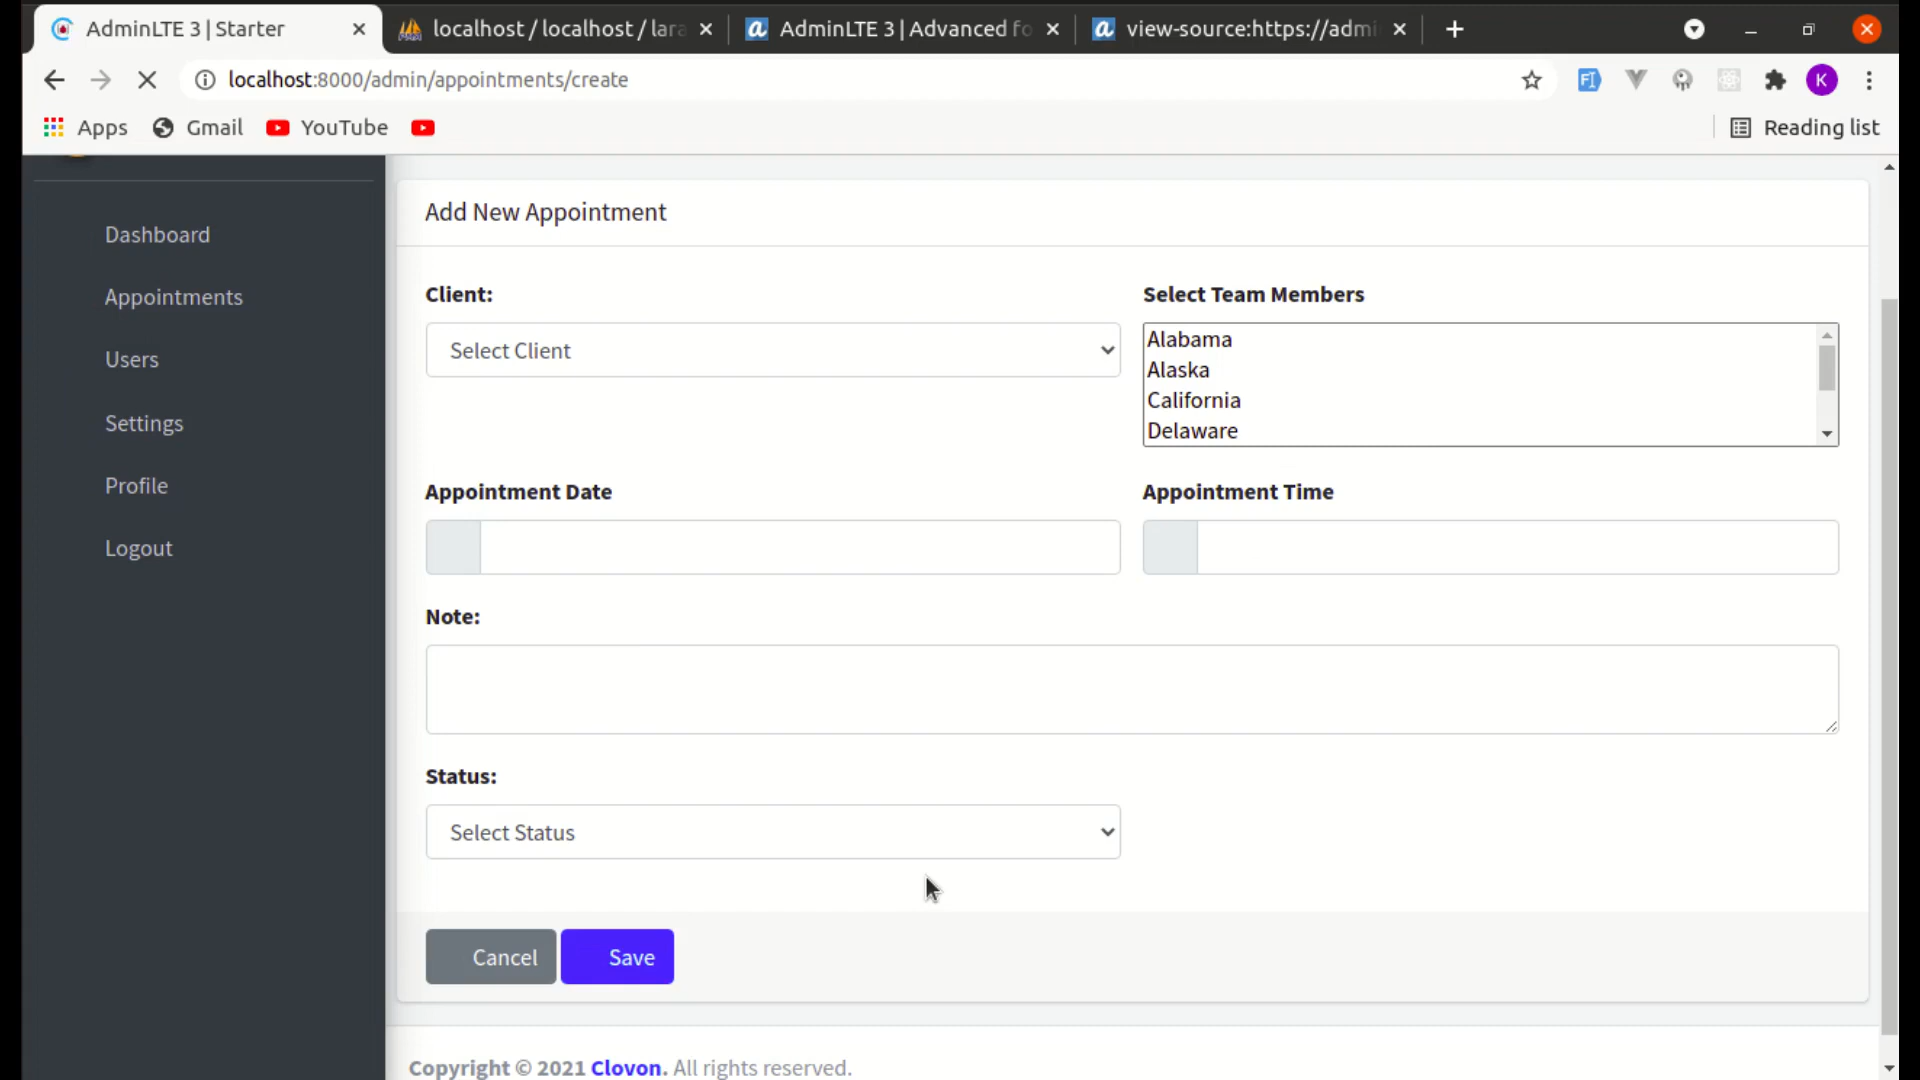 AdminLTE 3 | Starter
localhost / localhost / lara
AdminLTE 3 | Advanced fo
view-source:https://admi
localhost:8000/admin/appointments/create
K
Apps
Gmail
YouTube
Reading list
Dashboard
Appointments
Users
Settings
Profile
Logout
Add New Appointment
Client:
Select Team Members
Select Client
Alabama
Alaska
California
Delaware
Appointment Date
Appointment Time
Note:
Status:
Select Status
Cancel
Save
Copyright © 2021 Clovon. All rights reserved.